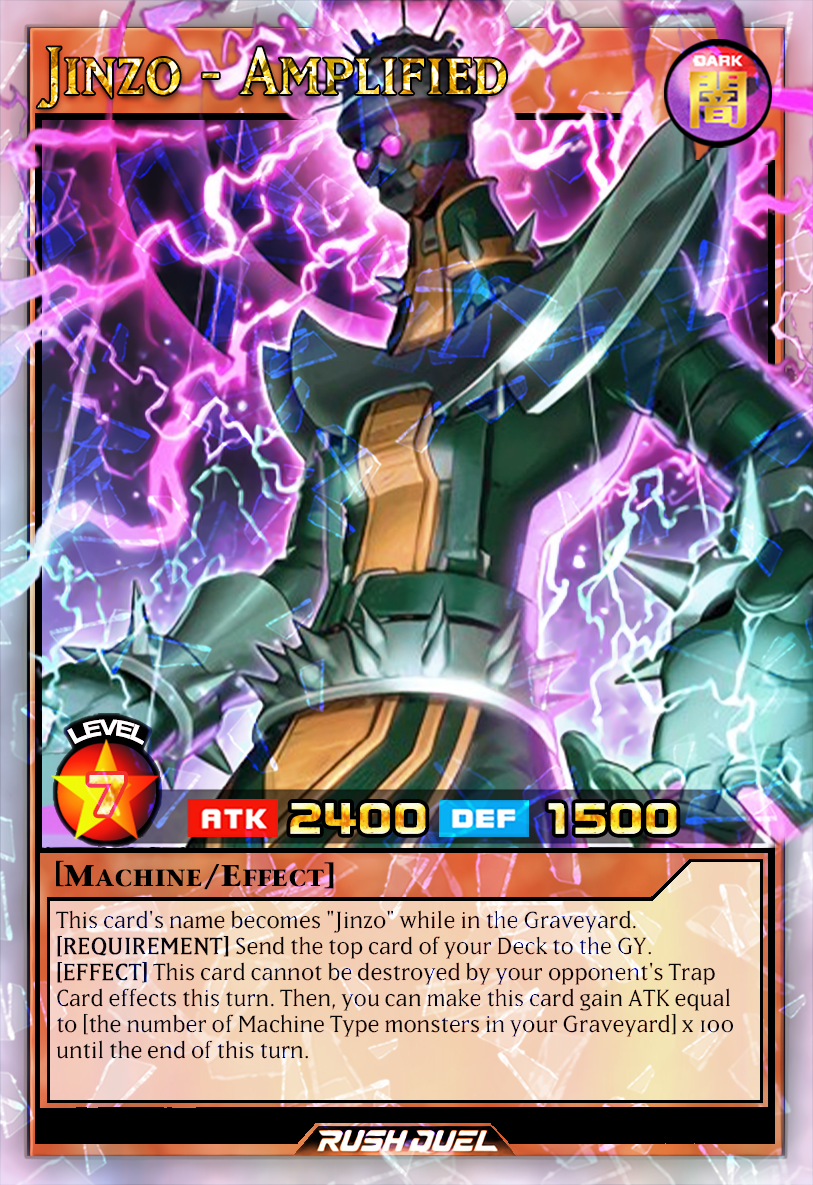 Jinzo - Amplified
DARK
闇
LEVEL
7
ATK 2400 DEF 1500
[Machine/Effect]
This card's name becomes "Jinzo" while in the Graveyard.
[REQUIREMENT] Send the top card of your Deck to the GY.
[EFFECT] This card cannot be destroyed by your opponent's Trap
Card effects this turn. Then, you can make this card gain ATK equal
to [the number of Machine Type monsters in your Graveyard] x 100
until the end of this turn.
RUSH DUEL